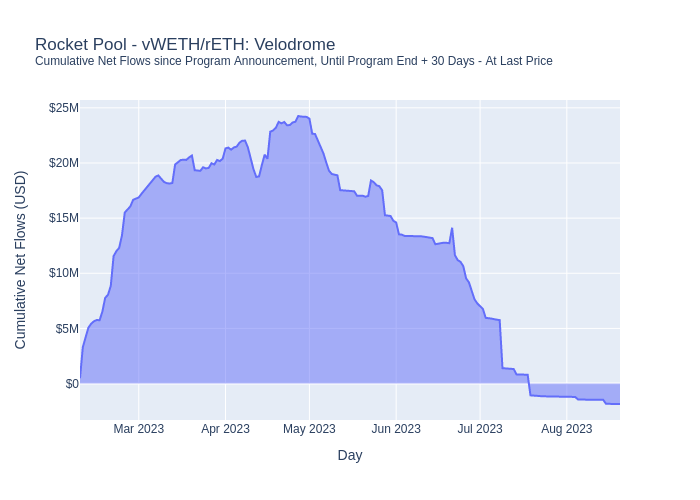 Rocket Pool - vWETH/rETH: Velodrome
Cumulative Net Flows since Program Announcement, Until Program End + 30 Days - At Last Price
Cumulative Net Flows (USD)
$25M
$20M
$15M
$10M
$5M
$0
Mar 2023 Apr 2023 May 2023 Jun 2023 Jul 2023 Aug 2023
Day